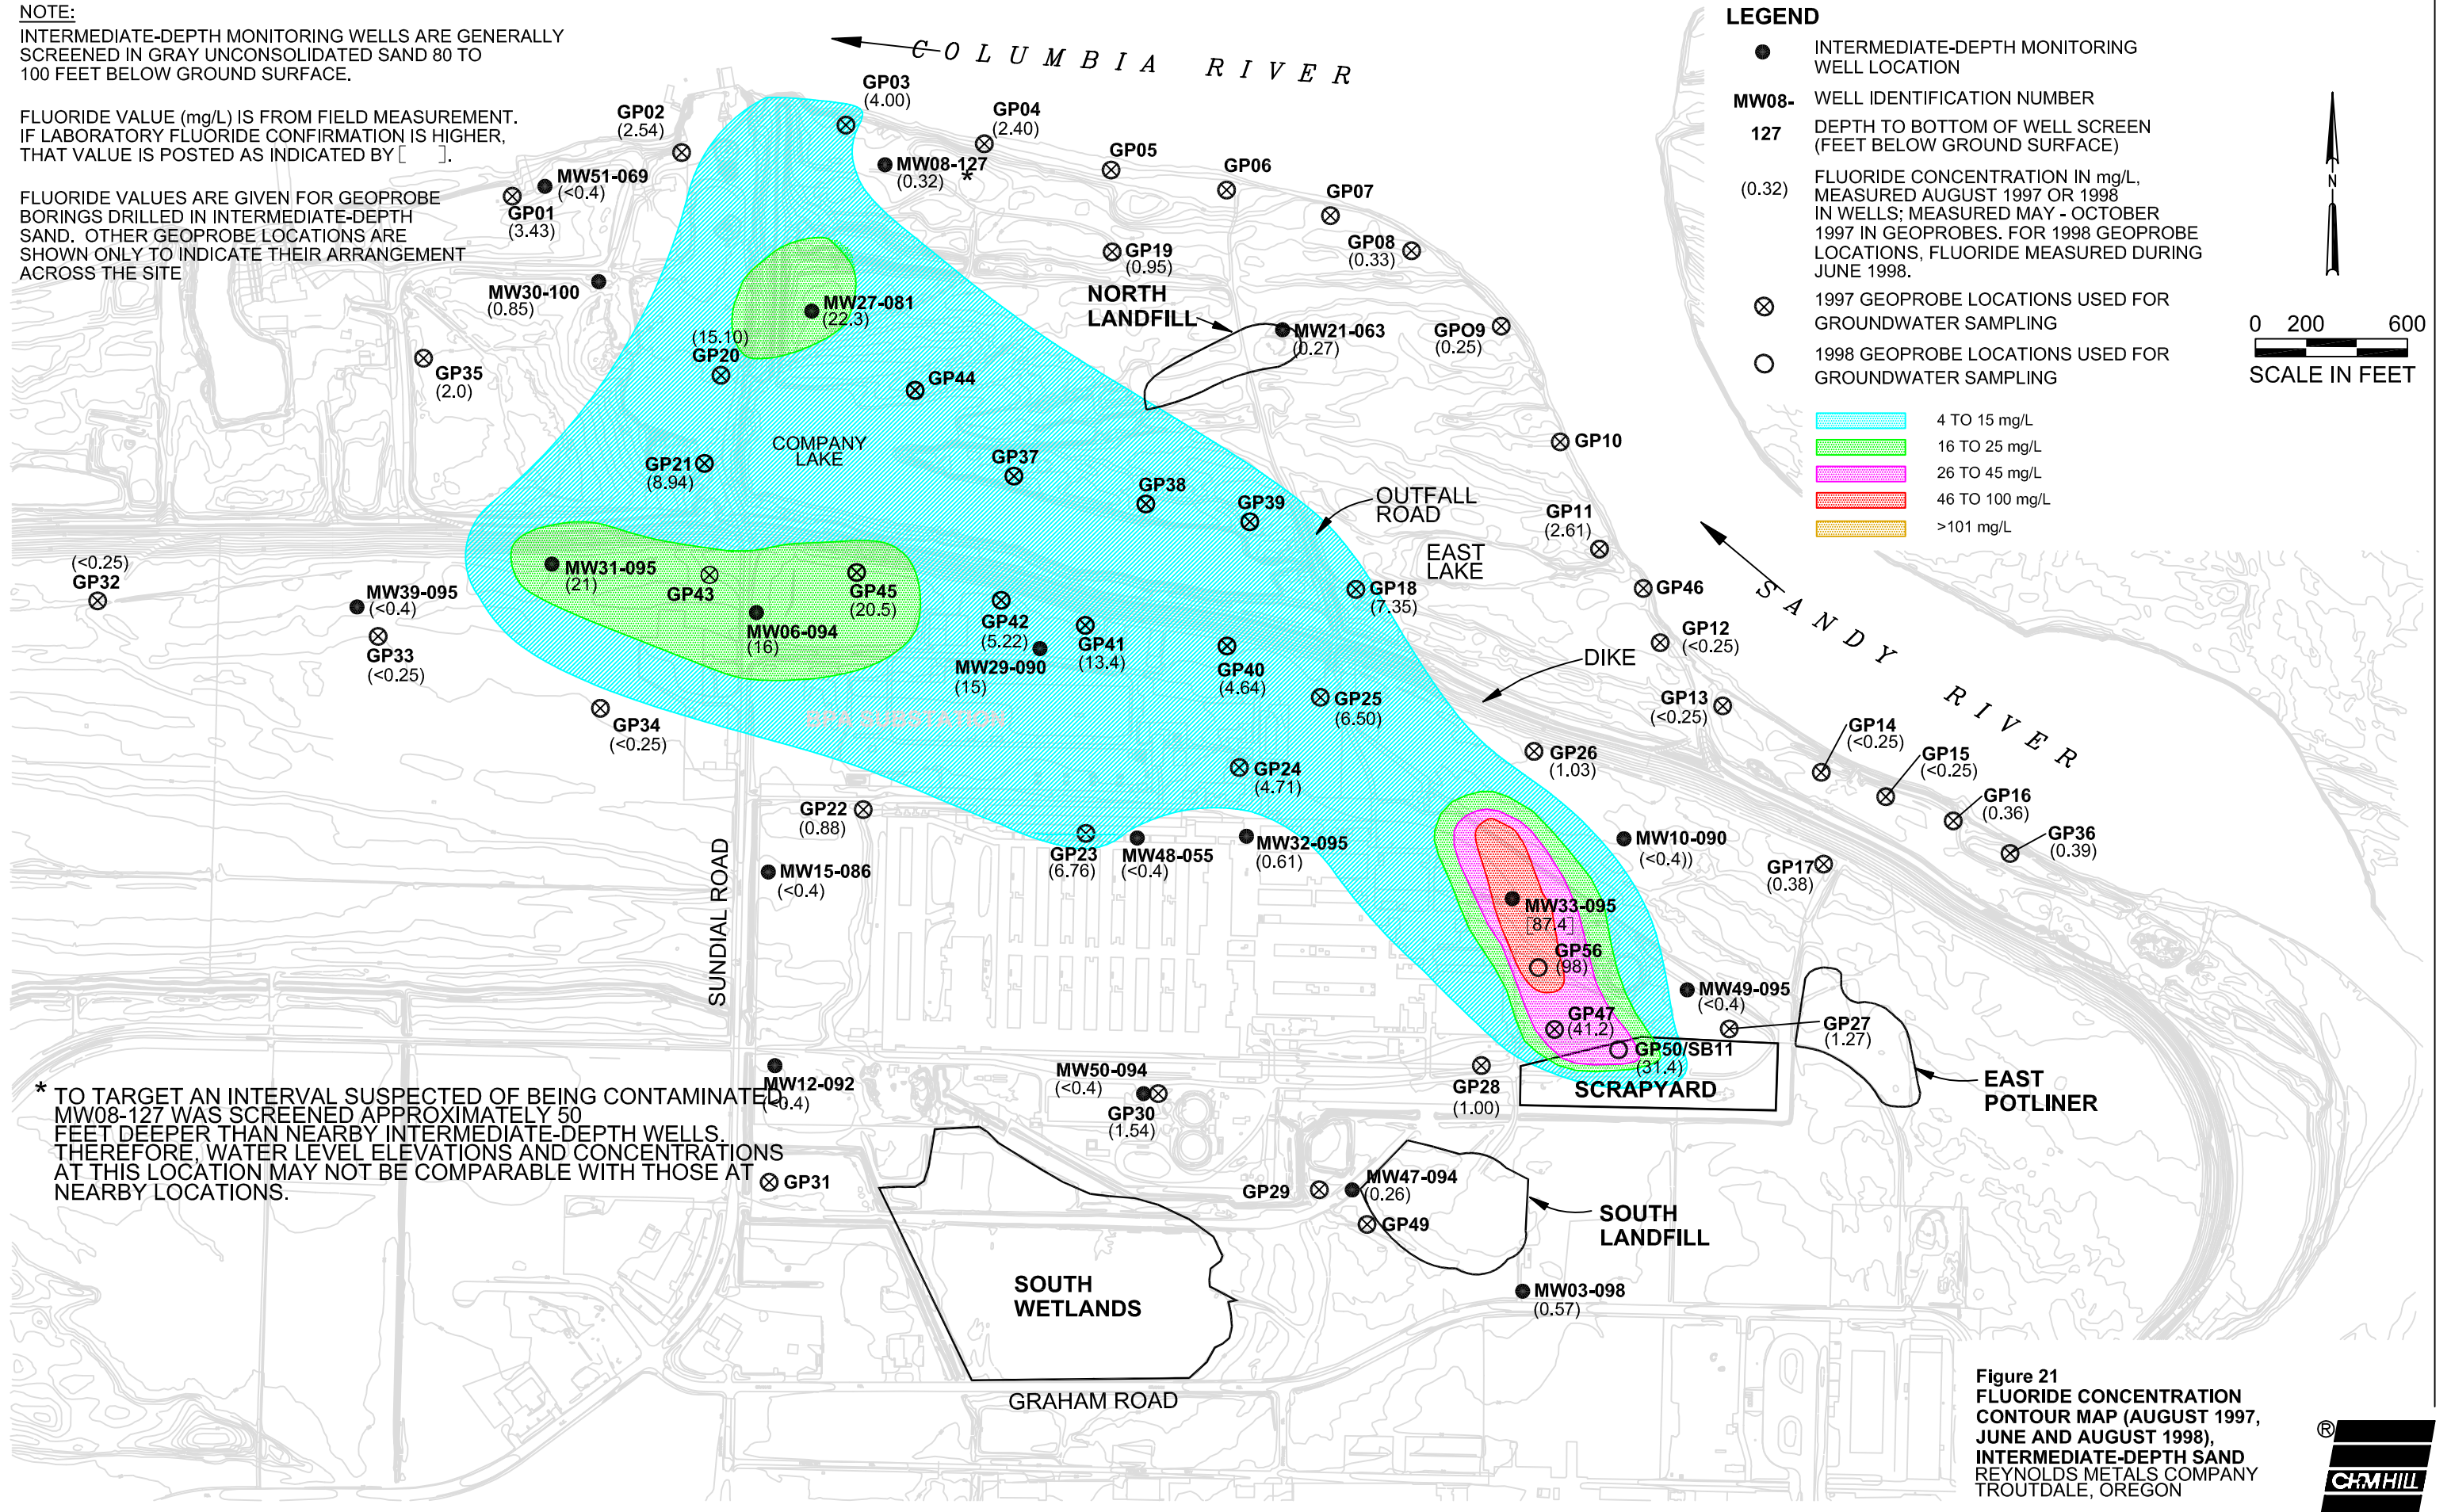 NOTE:
INTERMEDIATE-DEPTH MONITORING WELLS ARE GENERALLY
SCREENED IN GRAY UNCONSOLIDATED SAND 80 TO
100 FEET BELOW GROUND SURFACE.
FLUORIDE VALUE (mg/L) IS FROM FIELD MEASUREMENT.
IF LABORATORY FLUORIDE CONFIRMATION IS HIGHER,
THAT VALUE IS POSTED AS INDICATED BY [ ].
FLUORIDE VALUES ARE GIVEN FOR GEOPROBE
BORINGS DRILLED IN INTERMEDIATE-DEPTH
SAND. OTHER GEOPROBE LOCATIONS ARE
SHOWN ONLY TO INDICATE THEIR ARRANGEMENT
ACROSS THE SITE
COLUMBIA RIVER
LEGEND
INTERMEDIATE-DEPTH MONITORING
WELL LOCATION
MW08- WELL IDENTIFICATION NUMBER
127 DEPTH TO BOTTOM OF WELL SCREEN
(FEET BELOW GROUND SURFACE)
(0.32) FLUORIDE CONCENTRATION IN mg/L,
MEASURED AUGUST 1997 OR 1998
IN WELLS; MEASURED MAY - OCTOBER
1997 IN GEOPROBES. FOR 1998 GEOPROBE
LOCATIONS, FLUORIDE MEASURED DURING
JUNE 1998.
1997 GEOPROBE LOCATIONS USED FOR
GROUNDWATER SAMPLING
1998 GEOPROBE LOCATIONS USED FOR
GROUNDWATER SAMPLING
4 TO 15 mg/L
16 TO 25 mg/L
26 TO 45 mg/L
46 TO 100 mg/L
>101 mg/L
N
0 200 600
SCALE IN FEET
GP03
(4.00)
GP02
(2.54)
GP04
(2.40)
MW08-127
(0.32) *
GP05
GP06
GP07
MW51-069
(<0.4)
GP01
(3.43)
GP08
(0.33)
GP19
(0.95)
MW30-100
(0.85)
MW27-081
(22.3)
NORTH
LANDFILL
MW21-063
(0.27)
GPO9
(0.25)
(15.10)
GP20
GP35
(2.0)
GP44
COMPANY
LAKE
GP21
(8.94)
GP37
GP38
GP39
OUTFALL
ROAD
GP10
GP11
(2.61)
EAST
LAKE
SANDY RIVER
(<0.25)
GP32
MW39-095
(<0.4)
GP33
(<0.25)
MW31-095
(21)
GP43
GP45
(20.5)
MW06-094
(16)
GP42
(5.22)
MW29-090
(15)
GP41
(13.4)
GP18
(7.35)
GP46
GP40
(4.64)
GP12
(<0.25)
DIKE
GP25
(6.50)
GP13
(<0.25)
GP34
(<0.25)
BPA SUBSTATION
GP14
(<0.25)
GP15
(<0.25)
GP26
(1.03)
GP24
(4.71)
GP16
(0.36)
GP36
(0.39)
GP22
(0.88)
GP23
(6.76)
MW48-055
(<0.4)
MW32-095
(0.61)
MW10-090
(<0.4))
GP17
(0.38)
MW15-086
(<0.4)
SUNDIAL ROAD
MW33-095
[87.4]
GP56
(98)
MW49-095
(<0.4)
GP47
(41.2)
GP27
(1.27)
GP50/SB11
(31.4)
SCRAPYARD
GP28
(1.00)
EAST
POTLINER
MW12-092
(<0.4)
MW50-094
(<0.4)
GP30
(1.54)
* TO TARGET AN INTERVAL SUSPECTED OF BEING CONTAMINATED,
MW08-127 WAS SCREENED APPROXIMATELY 50
FEET DEEPER THAN NEARBY INTERMEDIATE-DEPTH WELLS.
THEREFORE, WATER LEVEL ELEVATIONS AND CONCENTRATIONS
AT THIS LOCATION MAY NOT BE COMPARABLE WITH THOSE AT
NEARBY LOCATIONS.
GP31
GP29
MW47-094
(0.26)
GP49
SOUTH
LANDFILL
SOUTH
WETLANDS
MW03-098
(0.57)
GRAHAM ROAD
Figure 21
FLUORIDE CONCENTRATION
CONTOUR MAP (AUGUST 1997,
JUNE AND AUGUST 1998),
INTERMEDIATE-DEPTH SAND
REYNOLDS METALS COMPANY
TROUTDALE, OREGON
®
CH2MHILL